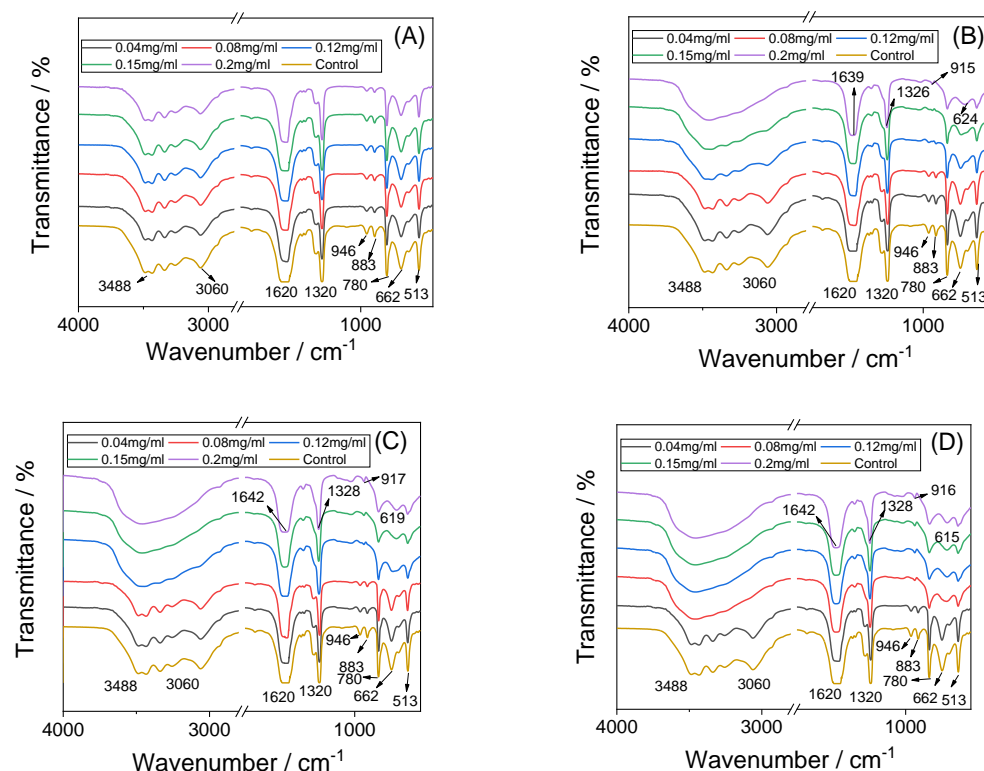 (A)
0.04mg/ml 0.08mg/ml 0.12mg/ml
0.15mg/ml 0.2mg/ml Control
Transmittance / %
946
883
3488 3060 780
1620 1320 662 513
4000 3000 1000
Wavenumber / cm-1
(B)
0.04mg/ml 0.08mg/ml 0.12mg/ml
0.15mg/ml 0.2mg/ml Control
Transmittance / %
1639 915
1326
624
946
883
3488 3060 780
1620 1320 662 513
4000 3000 1000
Wavenumber / cm-1
(C)
0.04mg/ml 0.08mg/ml 0.12mg/ml
0.15mg/ml 0.2mg/ml Control
Transmittance / %
1642 1328 917
619
946
883
3488 3060 780
1620 1320 662 513
4000 3000 1000
Wavenumber / cm-1
(D)
0.04mg/ml 0.08mg/ml 0.12mg/ml
0.15mg/ml 0.2mg/ml Control
Transmittance / %
1642 1328 916
615
946
883
3488 3060 780
1620 1320 662 513
4000 3000 1000
Wavenumber / cm-1